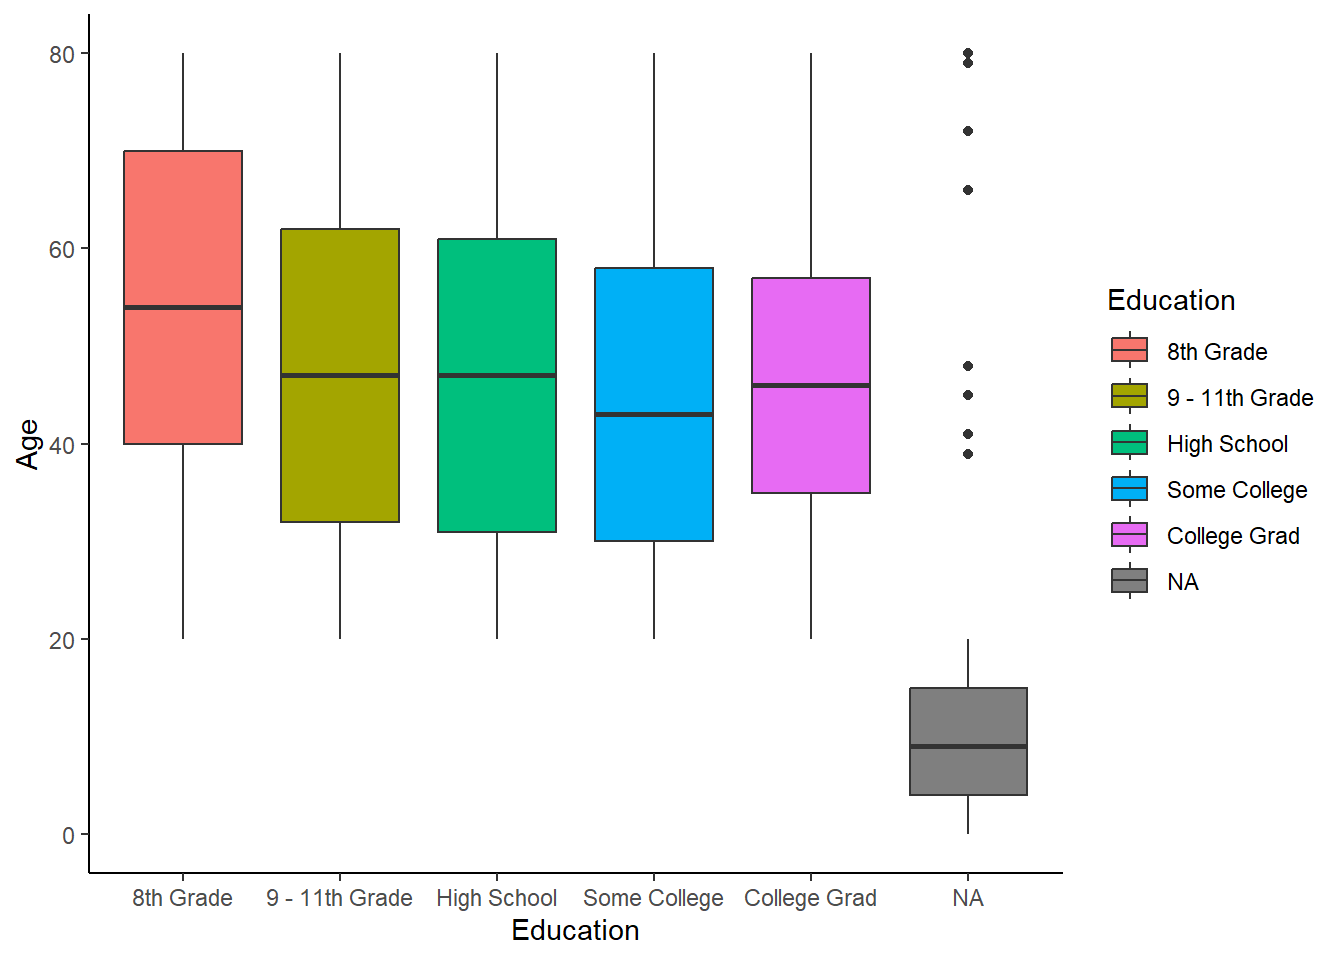 80
60
40
20
0
Age
8th Grade
9 - 11th Grade
High School
Some College
College Grad
NA
Education
Education
8th Grade
9 - 11th Grade
High School
Some College
College Grad
NA